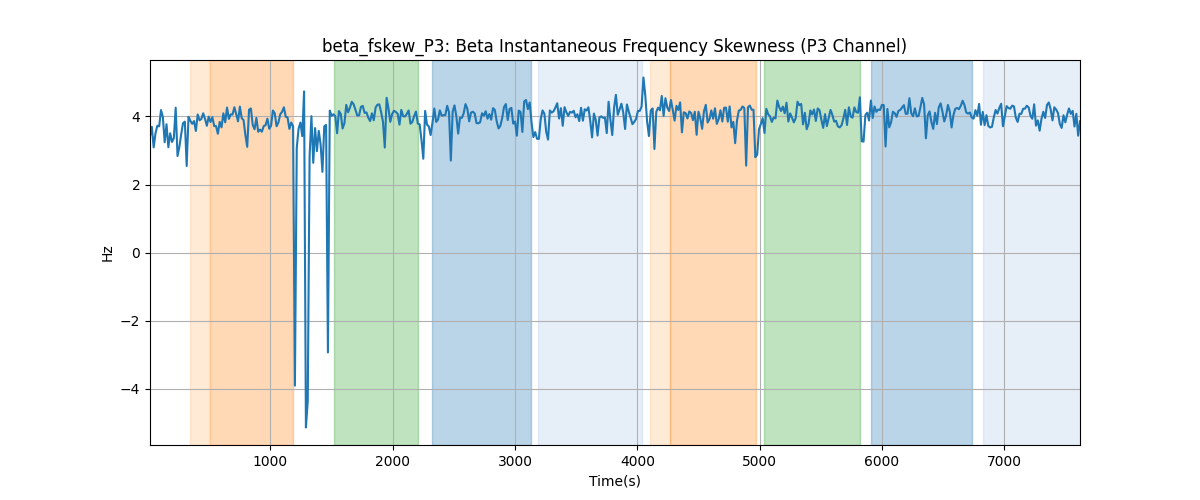 beta_fskew_P3: Beta Instantaneous Frequency Skewness (P3 Channel)
Hz
4
2
0
−2
−4
1000 2000 3000 4000 5000 6000 7000
Time(s)